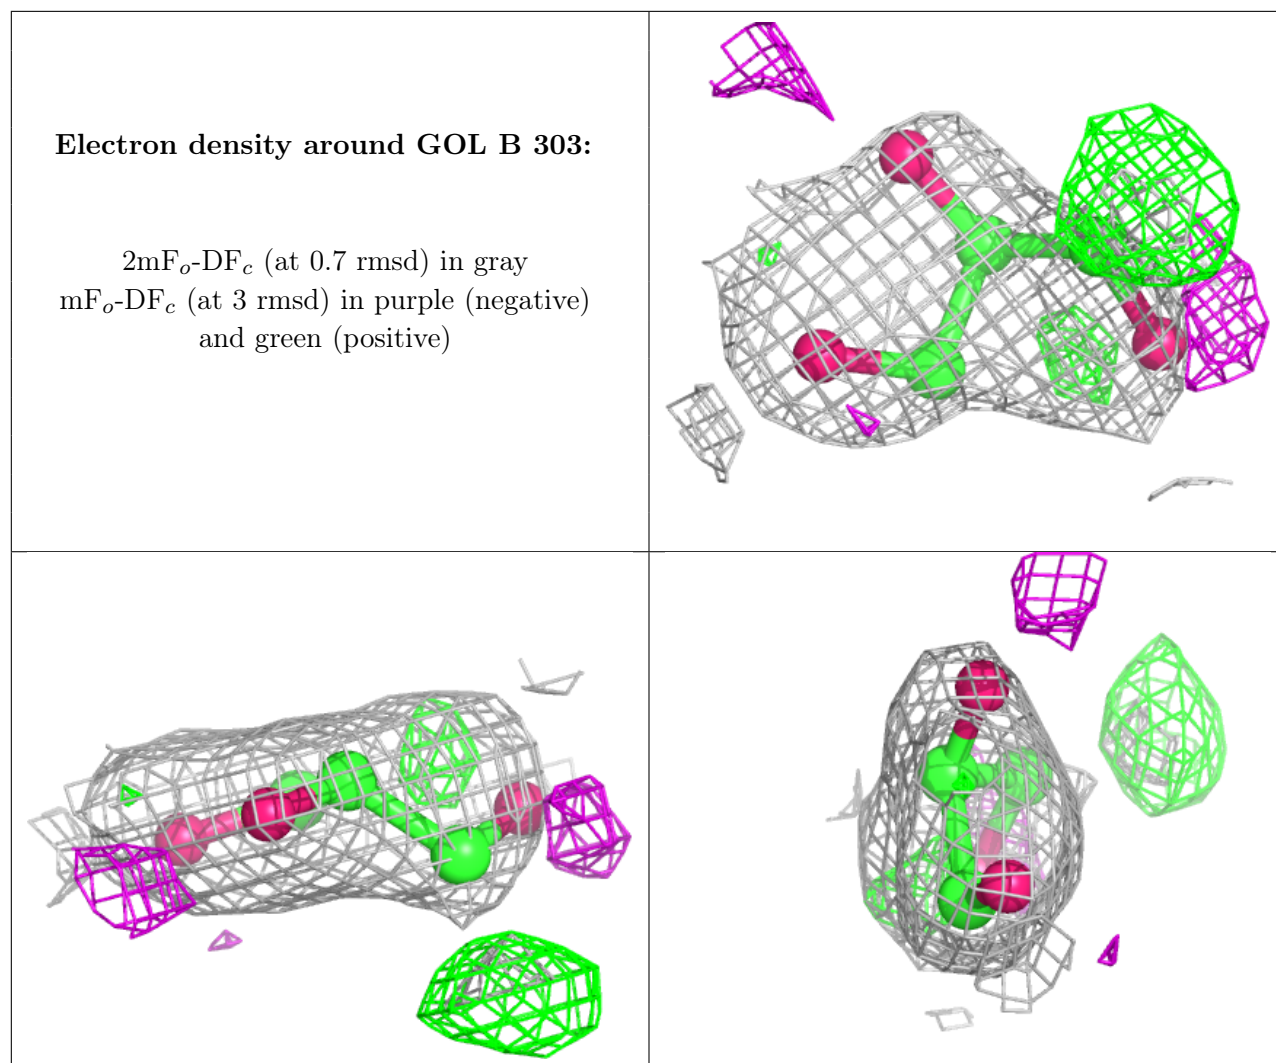 Electron density around GOL B 303:
2mFo-DFc (at 0.7 rmsd) in gray
mFo-DFc (at 3 rmsd) in purple (negative)
and green (positive)